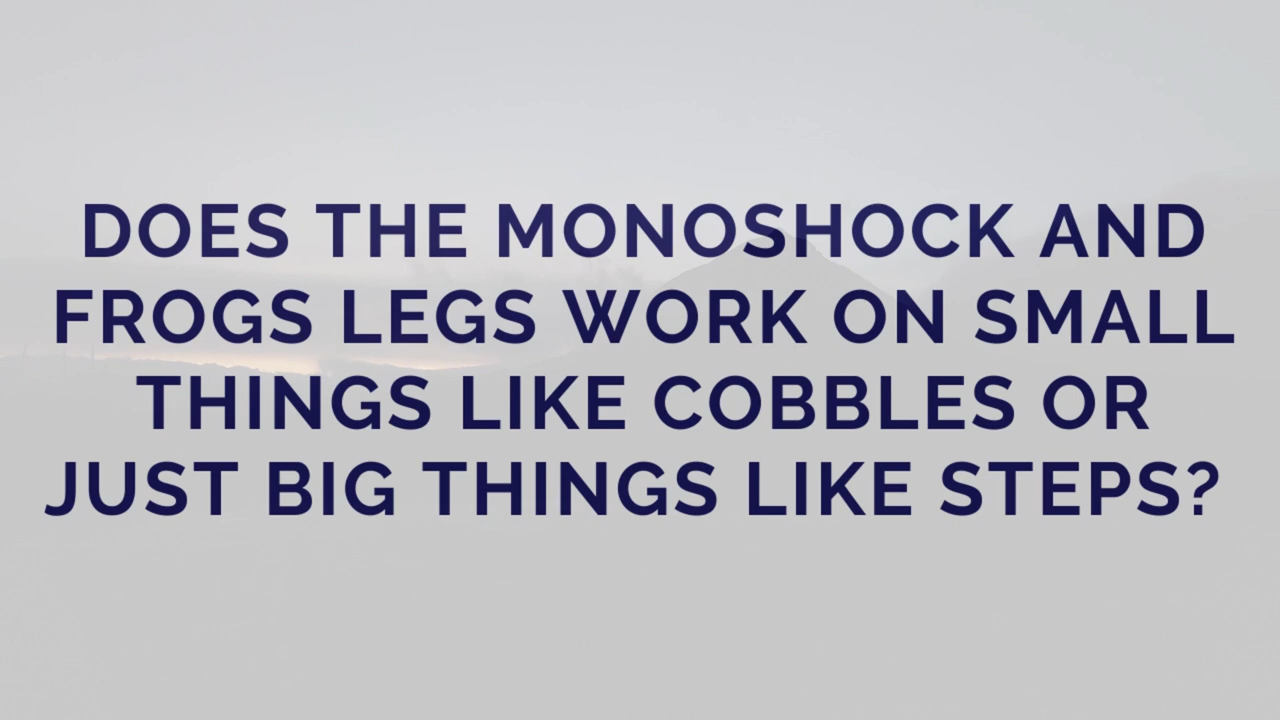 DOES THE MONOSHOCK AND
FROGS LEGS WORK ON SMALL
THINGS LIKE COBBLES OR
JUST BIG THINGS LIKE STEPS?